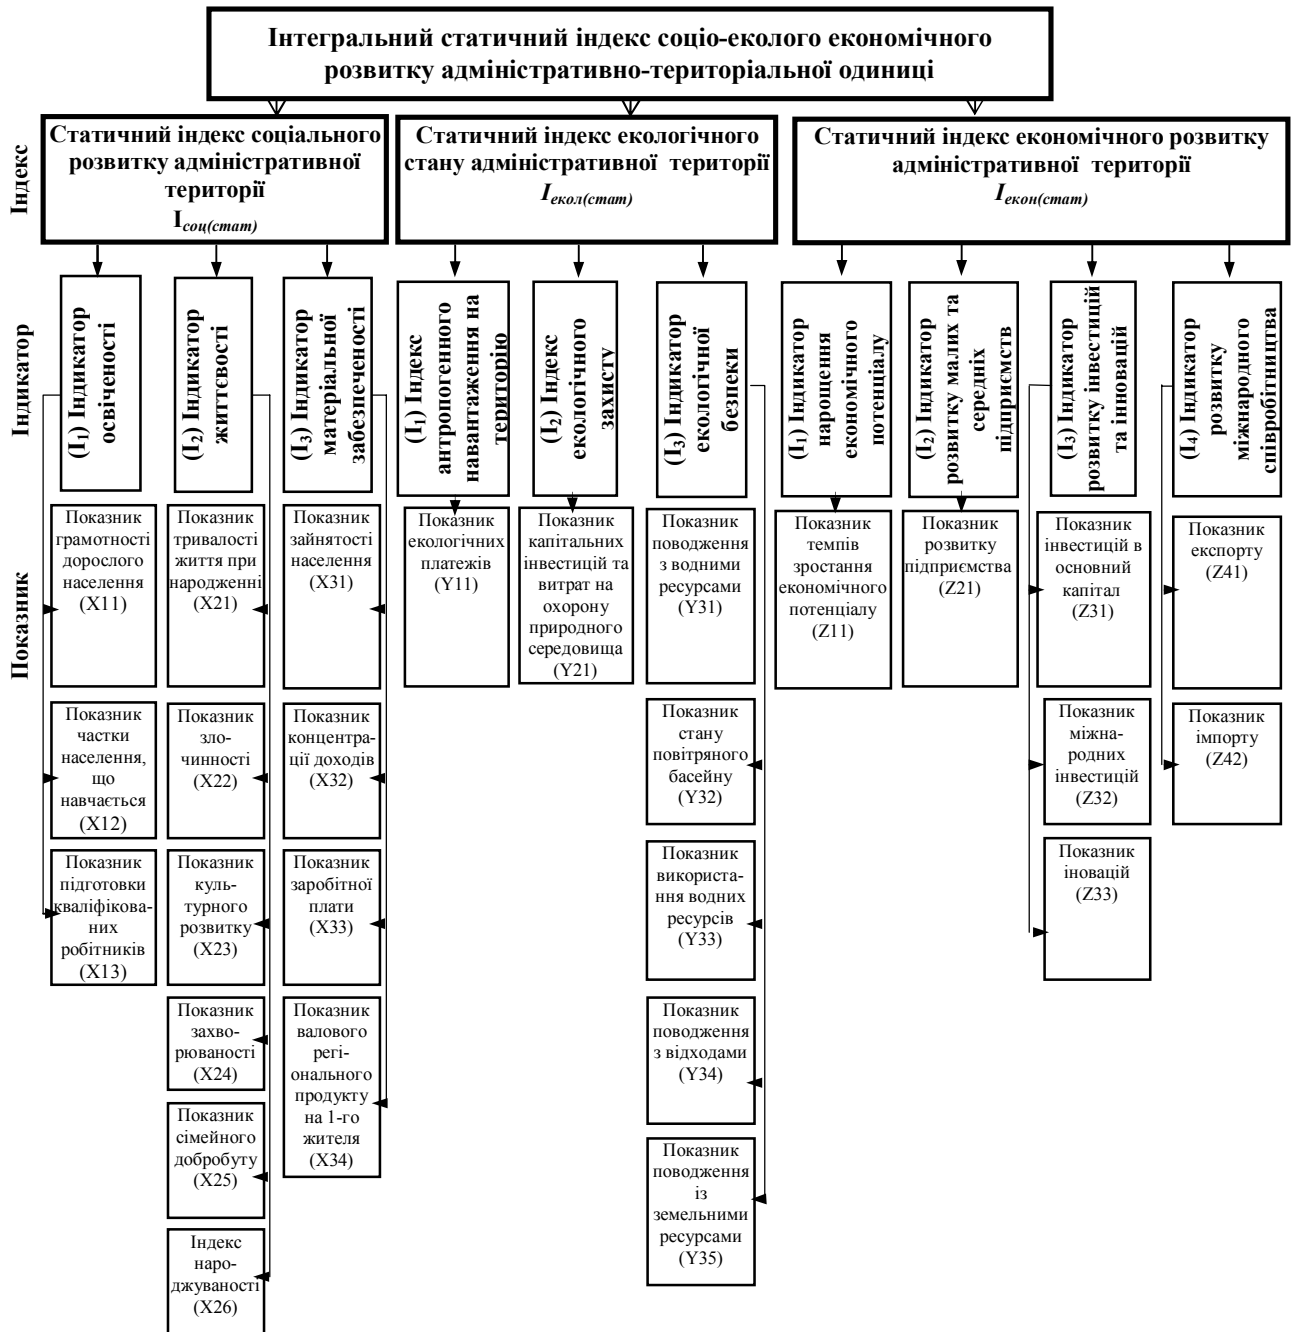 Інтегральний статичний індекс соціо-еколого економічного
розвитку адміністративно-територіальної одиниці
Індекс
Статичний індекс соціального
розвитку адміністративної
території
I соц(стат)
Статичний індекс екологічного
стану адміністративної території
I екол(стат)
Статичний індекс економічного розвитку
адміністративної території
I екон(стат)
Індикатор
(I₁) Індикатор
освіченості
(I₂) Індикатор
життєвості
(I₃) Індикатор
матеріальної
забезпеченості
(I₁) Індекс
антропогенного
навантаження на
територію
(I₂) Індекс
екологічного
захисту
(I₃) Індикатор
екологічної
безпеки
(I₁) Індикатор
нарощення
економічного
потенціалу
(I₂) Індикатор
розвитку малих та
середніх
підприємств
(I₃) Індикатор
розвитку інвестицій
та інновацій
(I₄) Індикатор
розвитку
міжнародного
співробітництва
Показник
Показник
грамотності
дорослого
населення
(X11)
Показник
частки
населення,
що
навчається
(X12)
Показник
підготовки
кваліфікова-
них
робітників
(X13)
Показник
тривалості
життя при
народженні
(X21)
Показник
зло-
чинності
(X22)
Показник
куль-
турного
розвитку
(X23)
Показник
захво-
рюваності
(X24)
Показник
сімейного
добробуту
(X25)
Індекс
наро-
джуваності
(X26)
Показник
зайнятості
населення
(X31)
Показник
концентра-
ції доходів
(X32)
Показник
заробітної
плати
(X33)
Показник
валового
регі-
онального
продукту
на 1-го
жителя
(X34)
Показник
екологічних
платежів
(Y11)
Показник
капітальних
інвестицій та
витрат на
охорону
природного
середовища
(Y21)
Показник
поводження
з водними
ресурсами
(Y31)
Показник
стану
повітряного
басейну
(Y32)
Показник
використа-
ння водних
ресурсів
(Y33)
Показник
поводження
з відходами
(Y34)
Показник
поводження
із
земельними
ресурсами
(Y35)
Показник
темпів
зростання
економічного
потенціалу
(Z11)
Показник
розвитку
підприємства
(Z21)
Показник
інвестицій в
основний
капітал
(Z31)
Показник
міжна-
родних
інвестицій
(Z32)
Показник
іновацій
(Z33)
Показник
експорту
(Z41)
Показник
імпорту
(Z42)